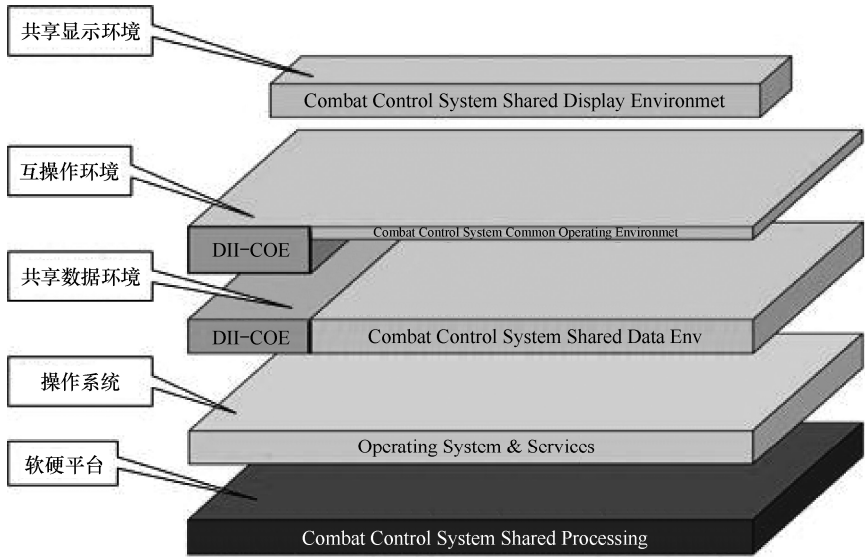 共享显示环境
Combat Control System Shared Display Environmet
互操作环境
Combat Control System Common Operating Environmet
DII-COE
共享数据环境
DII-COE
Combat Control System Shared Data Env
操作系统
Operating System & Services
软硬平台
Combat Control System Shared Processing